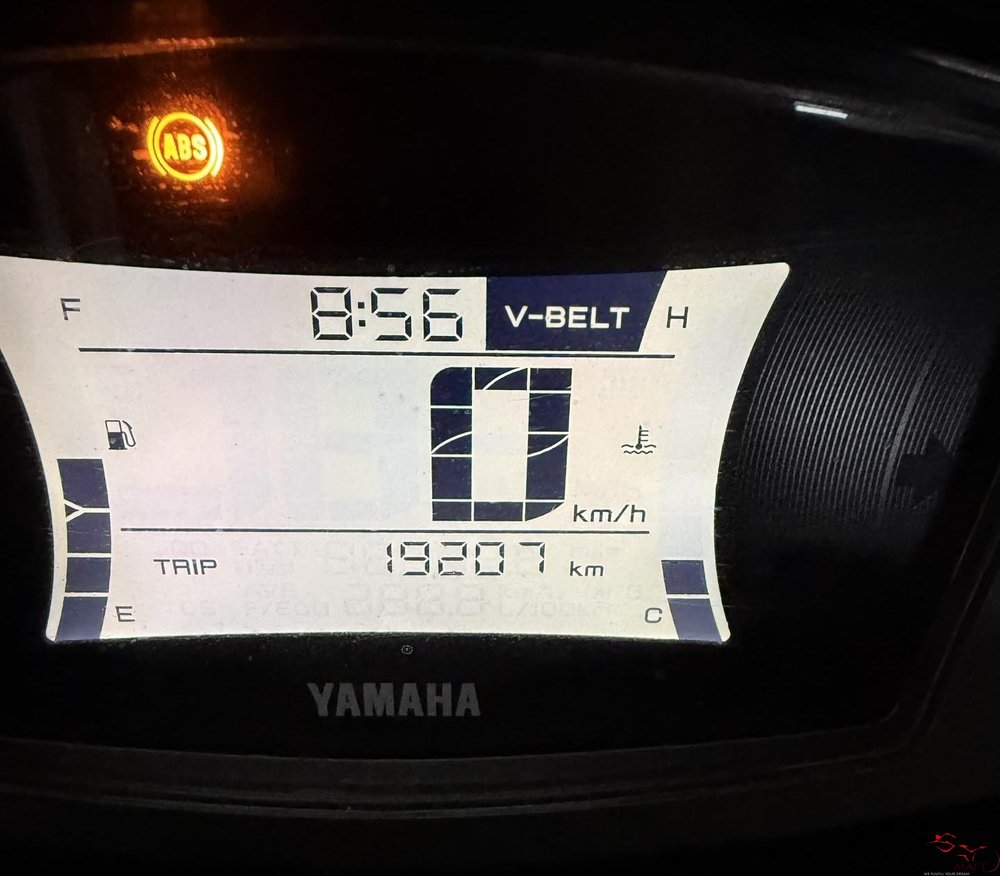 ABS
F 8:56 V-BELT H
0 km/h
TRIP 19207 km
E C
YAMAHA